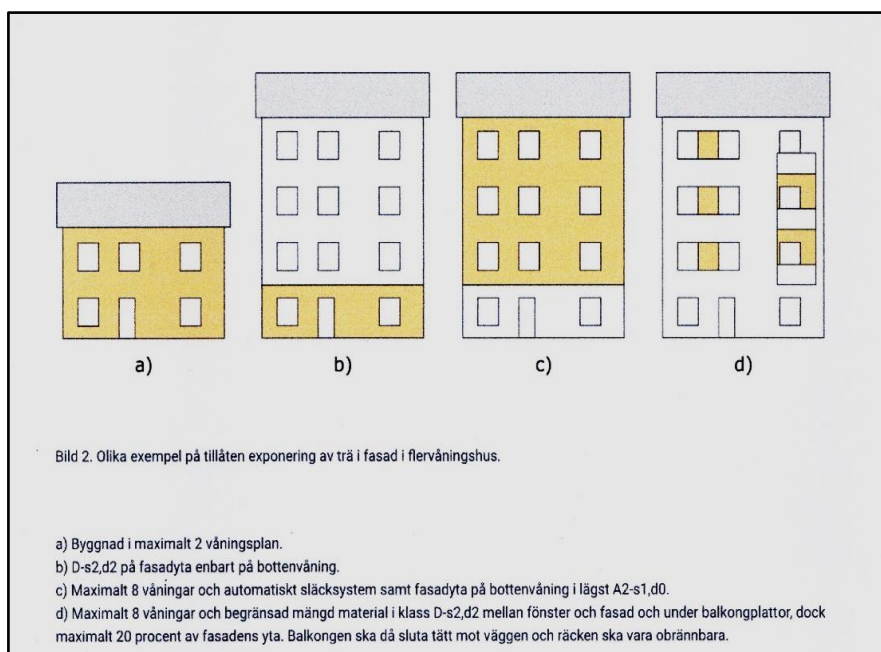 a)
b)
c)
d)
Bild 2. Olika exempel på tillåten exponering av trä i fasad i flervåningshus.
a) Byggnad i maximalt 2 våningsplan.
b) D-s2,d2 på fasadyta enbart på bottenvåning.
c) Maximalt 8 våningar och automatiskt släcksystem samt fasadyta på bottenvåning i lägst A2-s1,d0.
d) Maximalt 8 våningar och begränsad mängd material i klass D-s2,d2 mellan fönster och fasad och under balkongplattor, dock
maximalt 20 procent av fasadens yta. Balkongen ska då sluta tätt mot väggen och räcken ska vara obrännbara.